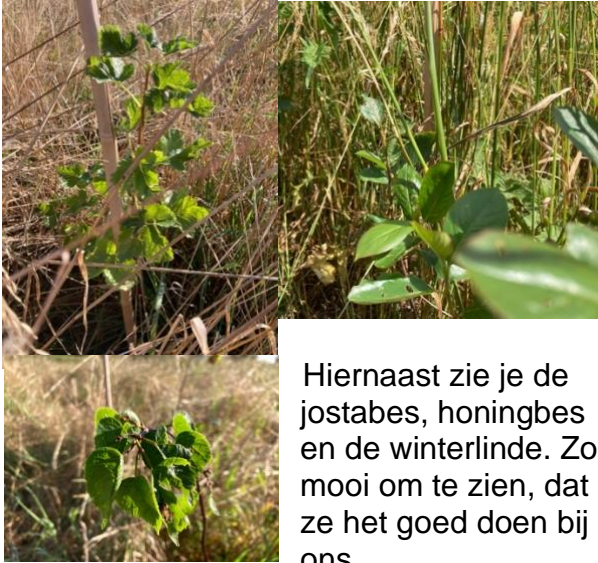 Hiernaast zie je de
jostabes, honingbes
en de winterlinde. Zo
mooi om te zien, dat
ze het goed doen bij
ons